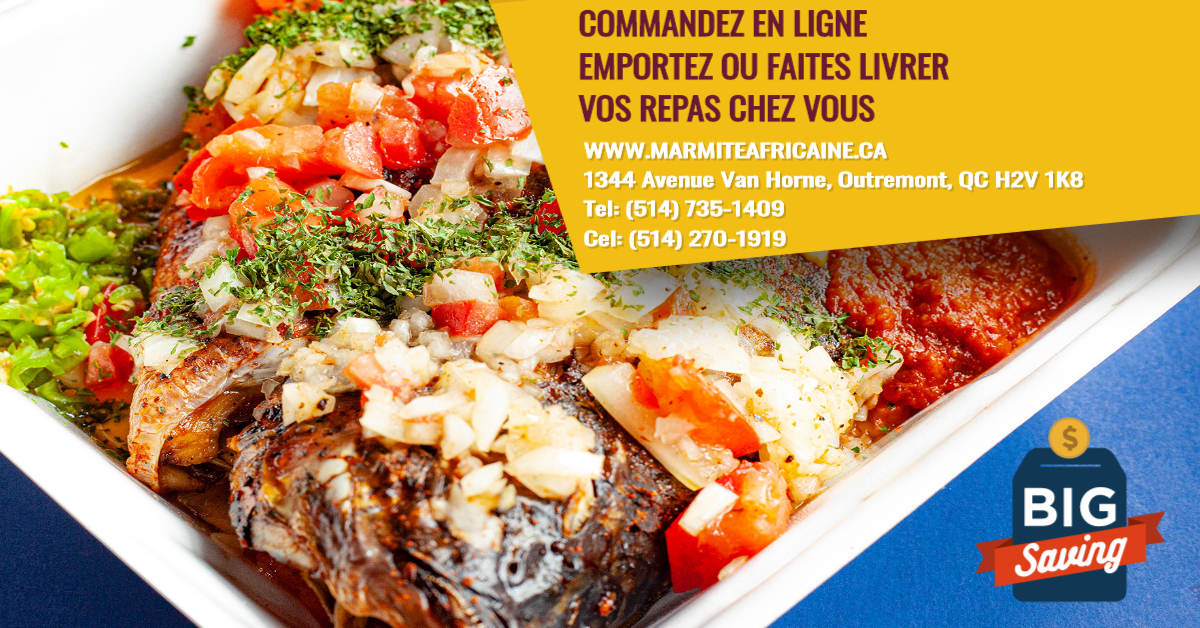 COMMANDEZ EN LIGNE
EMPORTEZ OU FAITES LIVRER
VOS REPAS CHEZ VOUS
WWW.MARMITEAFRICAINE.CA
1344 Avenue Van Horne, Outremont, QC H2V 1K8
Tel: (514) 735-1409
Cel: (514) 270-1919
$
BIG
Saving